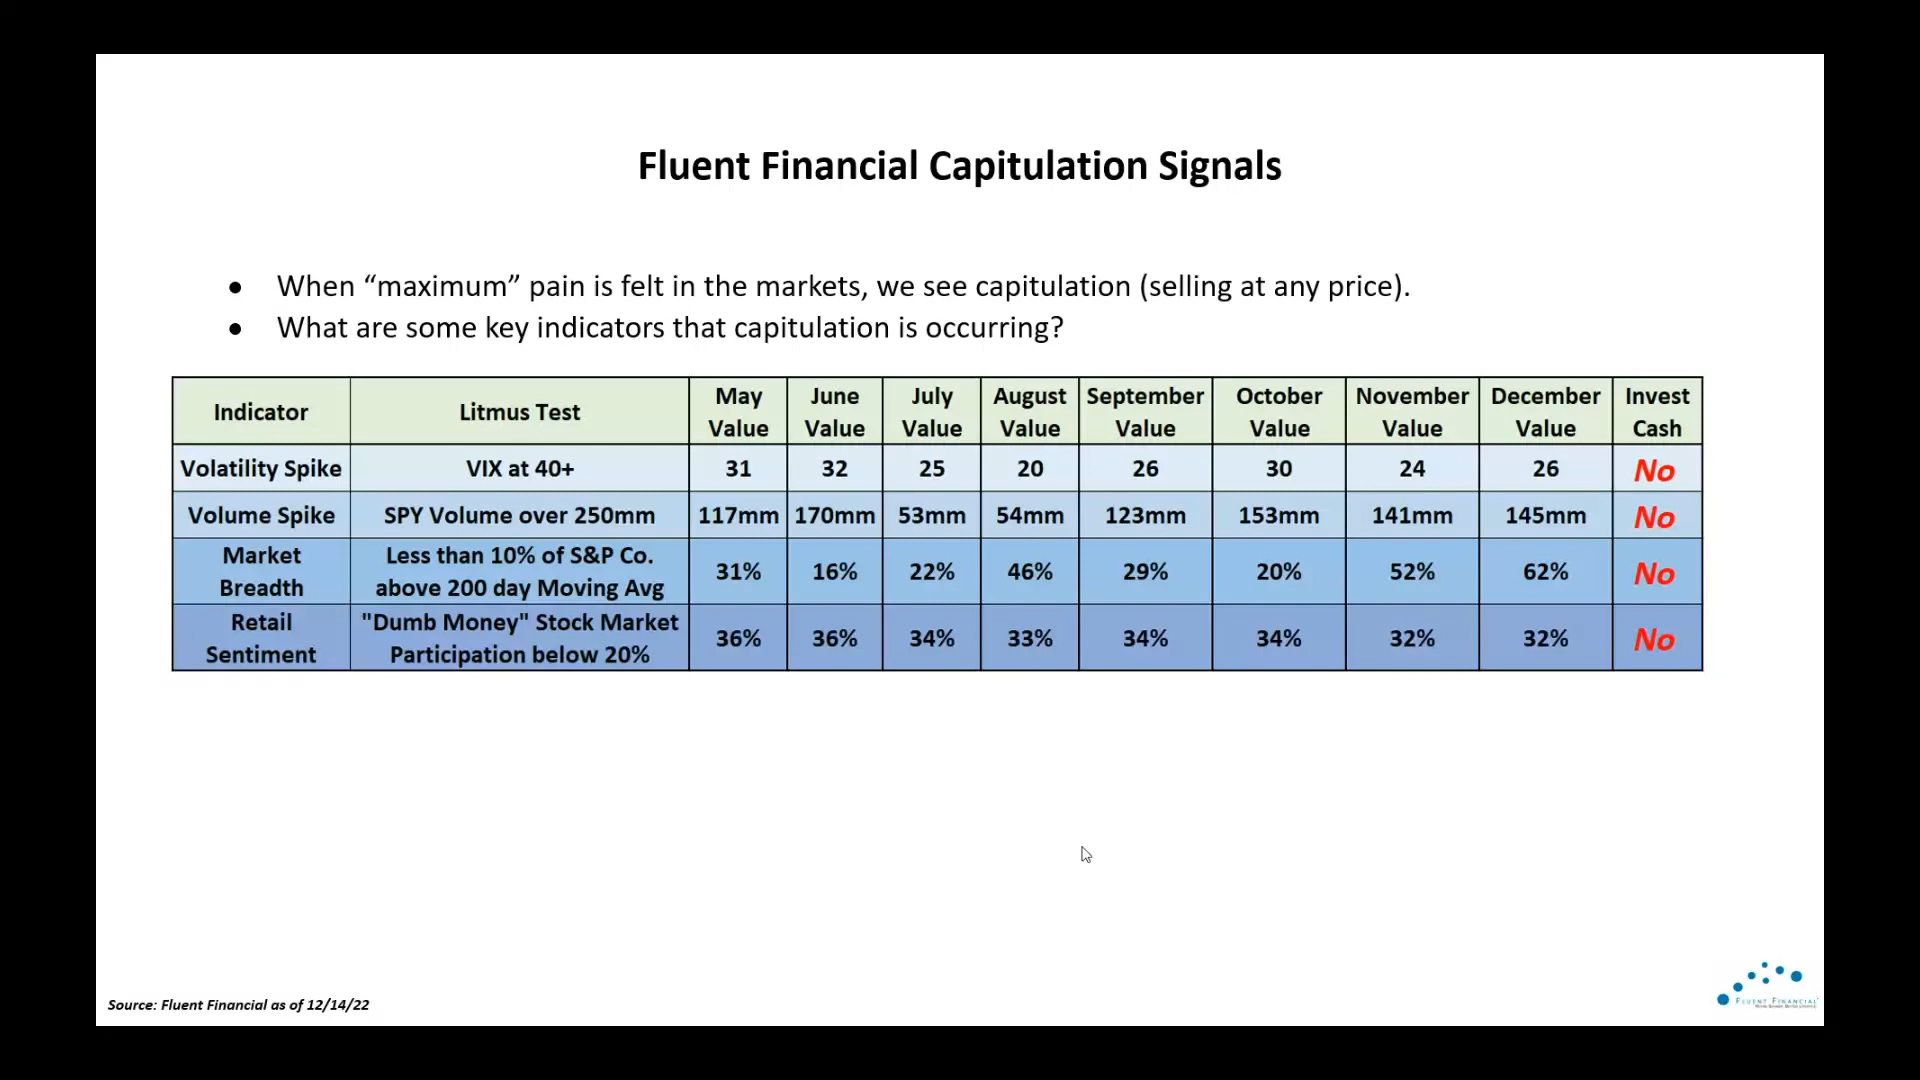 Fluent Financial Capitulation Signals
● When “maximum” pain is felt in the markets, we see capitulation (selling at any price).
● What are some key indicators that capitulation is occurring?
Indicator Litmus Test May Value June Value July Value August Value September Value October Value November Value December Value Invest Cash
Volatility Spike VIX at 40+ 31 32 25 20 26 30 24 26 No
Volume Spike SPY Volume over 250mm 117mm 170mm 53mm 54mm 123mm 153mm 141mm 145mm No
Market Breadth Less than 10% of S&P Co. above 200 day Moving Avg 31% 16% 22% 46% 29% 20% 52% 62% No
Retail Sentiment "Dumb Money" Stock Market Participation below 20% 36% 36% 34% 33% 34% 34% 32% 32% No
Source: Fluent Financial as of 12/14/22
FLUENT FINANCIAL